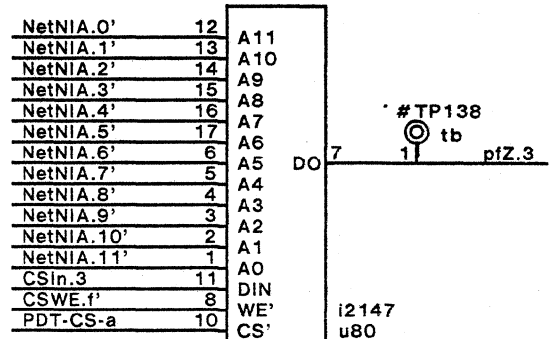 NetNIA.0' 12 A11
NetNIA.1' 13 A10
NetNIA.2' 14 A9
NetNIA.3' 15 A8
NetNIA.4' 16 A7 #TP138
NetNIA.5' 17 A6 tb
NetNIA.6' 6 A5 DO 7 1 pfZ.3
NetNIA.7' 5 A4
NetNIA.8' 4 A3
NetNIA.9' 3 A2
NetNIA.10' 2 A1
NetNIA.11' 1 A0
CSIn.3 11 DIN
CSWE.f' 8 WE' i2147
PDT-CS-a 10 CS' u80